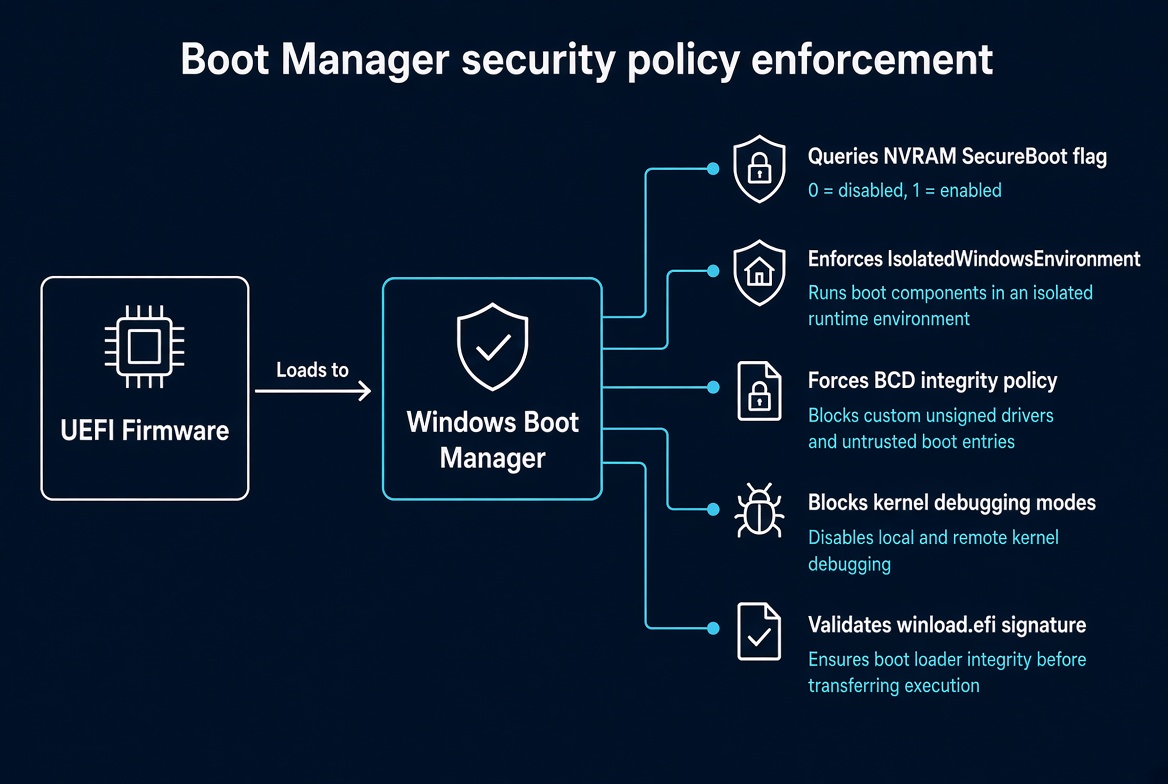 Boot Manager security policy enforcement
UEFI Firmware
Loads to
Windows Boot
Manager
Queries NVRAM SecureBoot flag
0 = disabled, 1 = enabled
Enforces IsolatedWindowsEnvironment
Runs boot components in an isolated
runtime environment
Forces BCD integrity policy
Blocks custom unsigned drivers
and untrusted boot entries
Blocks kernel debugging modes
Disables local and remote kernel
debugging
Validates winload.efi signature
Ensures boot loader integrity before
transferring execution